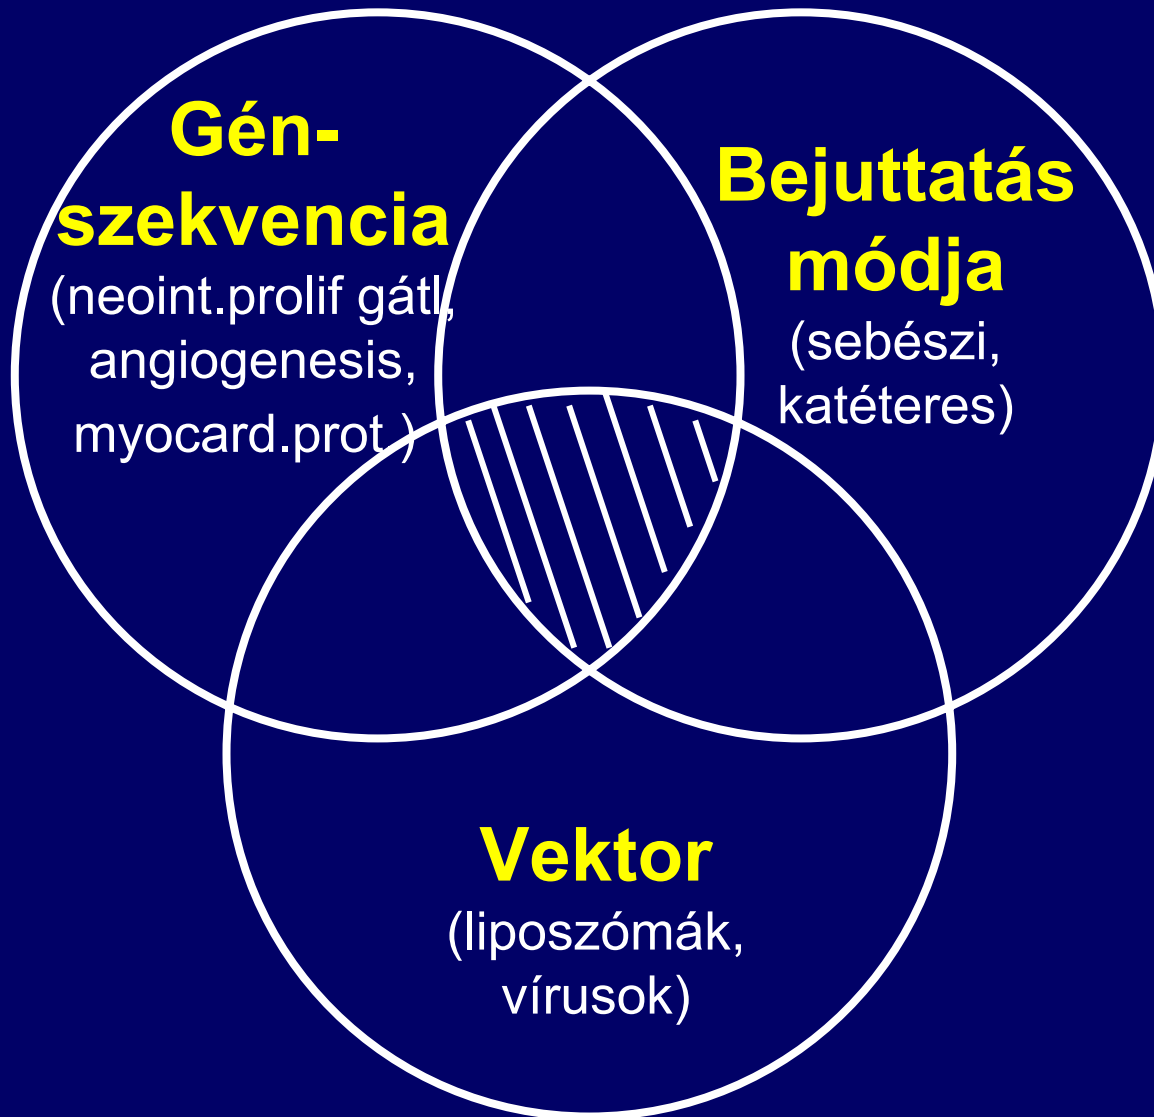 Gén-
szekvencia
(neoint.prolif gátl,
angiogenesis,
myocard.prot.)
Bejuttatás
módja
(sebészi,
katéteres)
Vektor
(liposzómák,
vírusok)